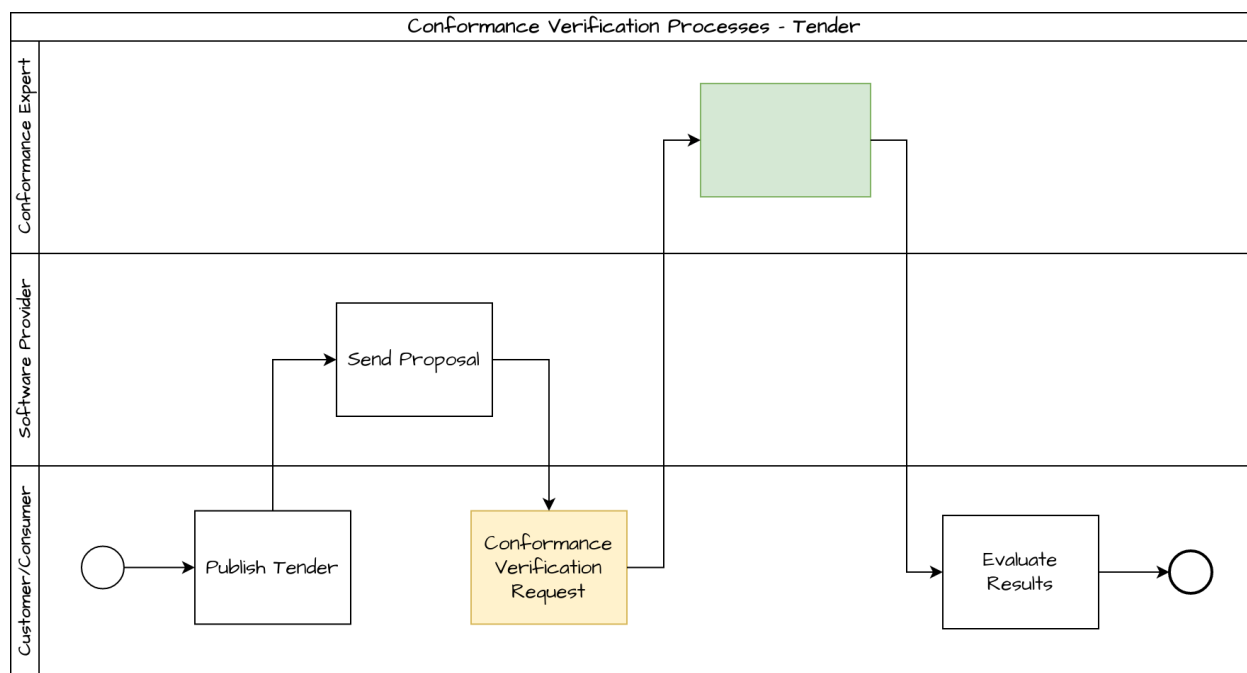 Conformance Verification Processes - Tender
Conformance Expert
Software Provider
Send Proposal
Customer/Consumer
Publish Tender
Conformance
Verification
Request
Evaluate
Results